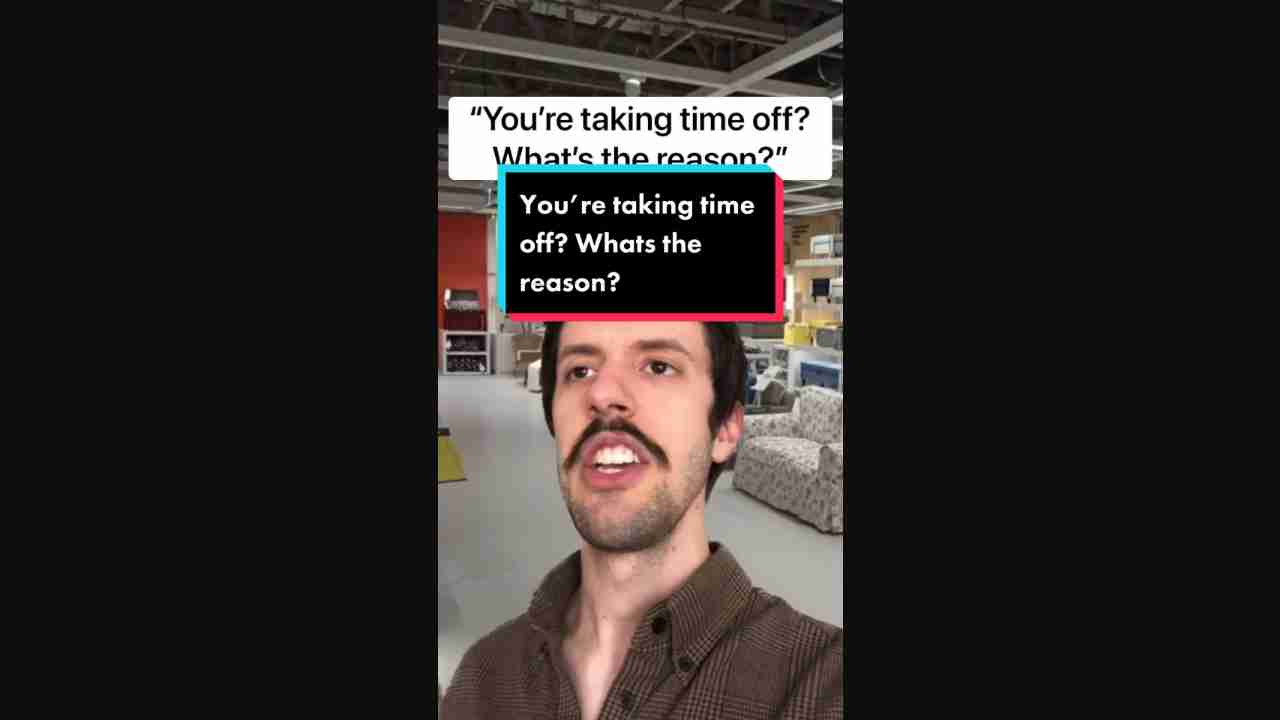 “You’re taking time off?
What’s the reason?”
You’re taking time
off? Whats the
reason?